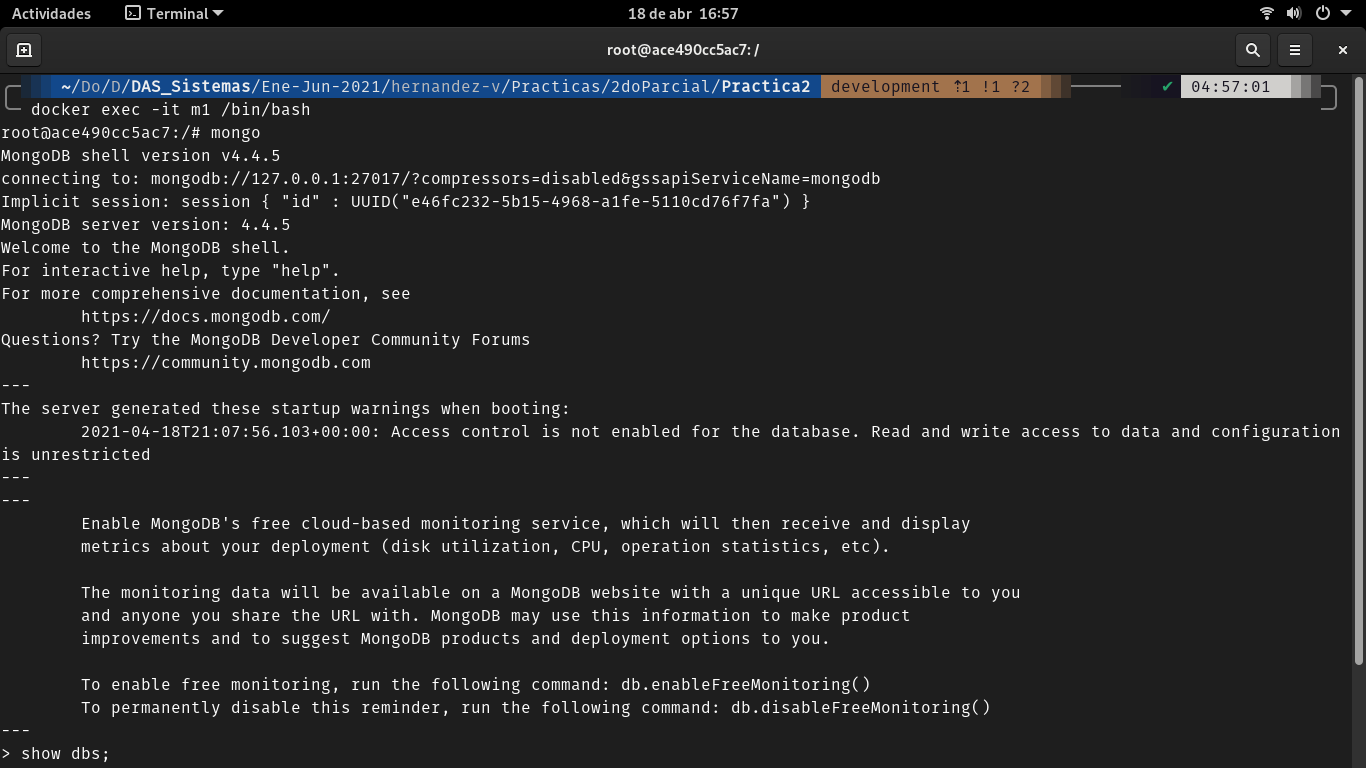 Actividades Terminal 18 de abr 16:57
root@ace490cc5ac7: /
~/Do/D/DAS_Sistemas/Ene-Jun-2021/hernandez-v/Practicas/2doParcial/Practica2 development ⇡1 !1 ?2 ✔ 04:57:01
docker exec -it m1 /bin/bash
root@ace490cc5ac7:/# mongo
MongoDB shell version v4.4.5
connecting to: mongodb://127.0.0.1:27017/?compressors=disabled&gssapiServiceName=mongodb
Implicit session: session { "id" : UUID("e46fc232-5b15-4968-a1fe-5110cd76f7fa") }
MongoDB server version: 4.4.5
Welcome to the MongoDB shell.
For interactive help, type "help".
For more comprehensive documentation, see
        https://docs.mongodb.com/
Questions? Try the MongoDB Developer Community Forums
        https://community.mongodb.com
---
The server generated these startup warnings when booting:
        2021-04-18T21:07:56.103+00:00: Access control is not enabled for the database. Read and write access to data and configuration
is unrestricted
---
---
        Enable MongoDB's free cloud-based monitoring service, which will then receive and display
        metrics about your deployment (disk utilization, CPU, operation statistics, etc).

        The monitoring data will be available on a MongoDB website with a unique URL accessible to you
        and anyone you share the URL with. MongoDB may use this information to make product
        improvements and to suggest MongoDB products and deployment options to you.

        To enable free monitoring, run the following command: db.enableFreeMonitoring()
        To permanently disable this reminder, run the following command: db.disableFreeMonitoring()
---
> show dbs;